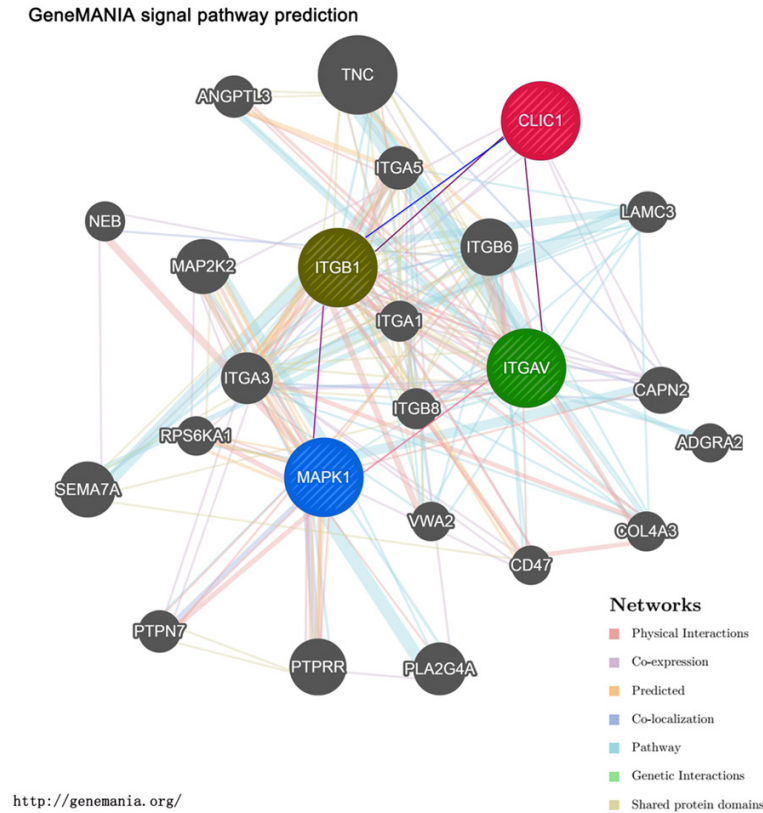 GeneMANIA signal pathway prediction
TNC
ANGPTL3
CLIC1
ITGA5
LAMC3
NEB
ITGB6
MAP2K2
ITGB1
ITGA1
ITGAV
ITGA3
CAPN2
ITGB8
RPS6KA1
ADGRA2
MAPK1
SEMA7A
VWA2
COL4A3
CD47
Networks
PTPN7
Physical Interactions
PTPRR
PLA2G4A
Co-expression
Predicted
Co-localization
Pathway
Genetic Interactions
http://genemania.org/
Shared protein domains